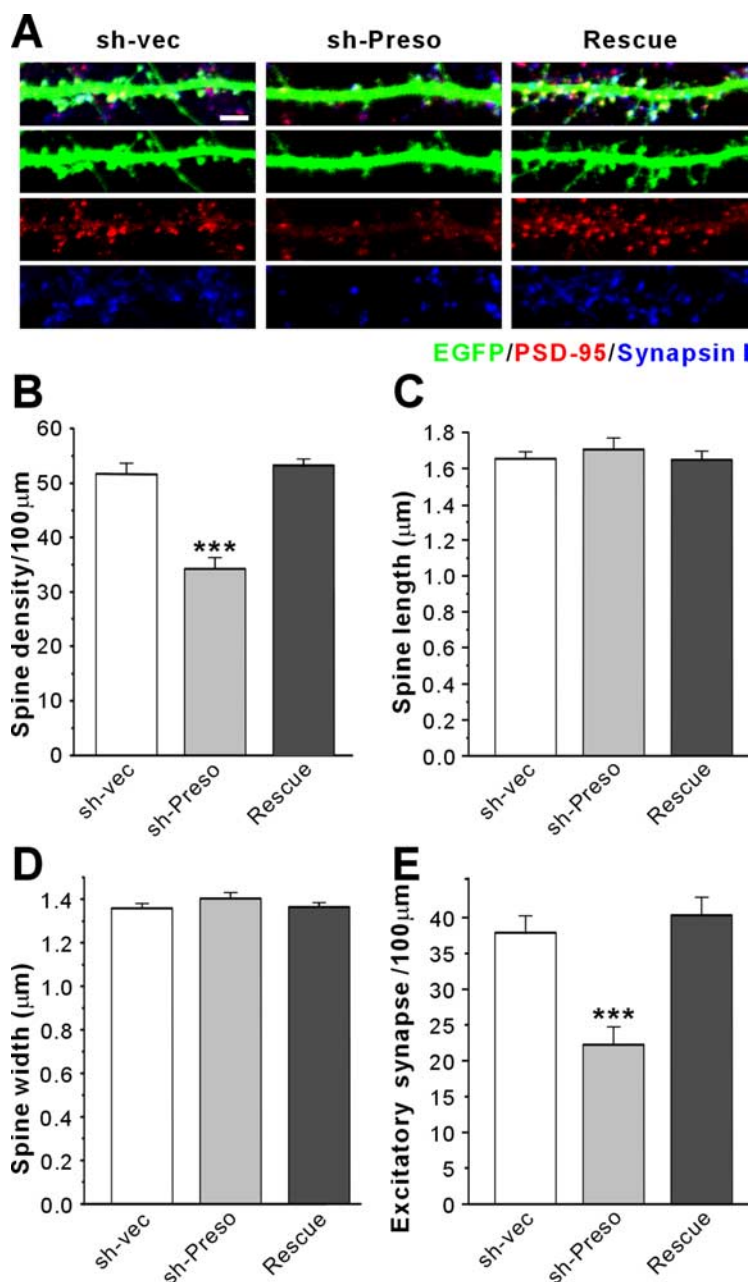 A
sh-vec sh-Preso Rescue
EGFP/PSD-95/Synapsin I
B
Spine density/100μm
60
50
40
30
20
10
0
***
sh-vec
sh-Preso
Rescue
C
Spine length (μm)
1.8
1.6
1.4
1.2
1.0
0.8
0.6
0.4
0.2
0.0
sh-vec
sh-Preso
Rescue
D
Spine width (μm)
1.4
1.2
1.0
0.8
0.6
0.4
0.2
0.0
sh-vec
sh-Preso
Rescue
E
Excitatory synapse /100μm
40
35
30
25
20
15
10
5
0
***
sh-vec
sh-Preso
Rescue